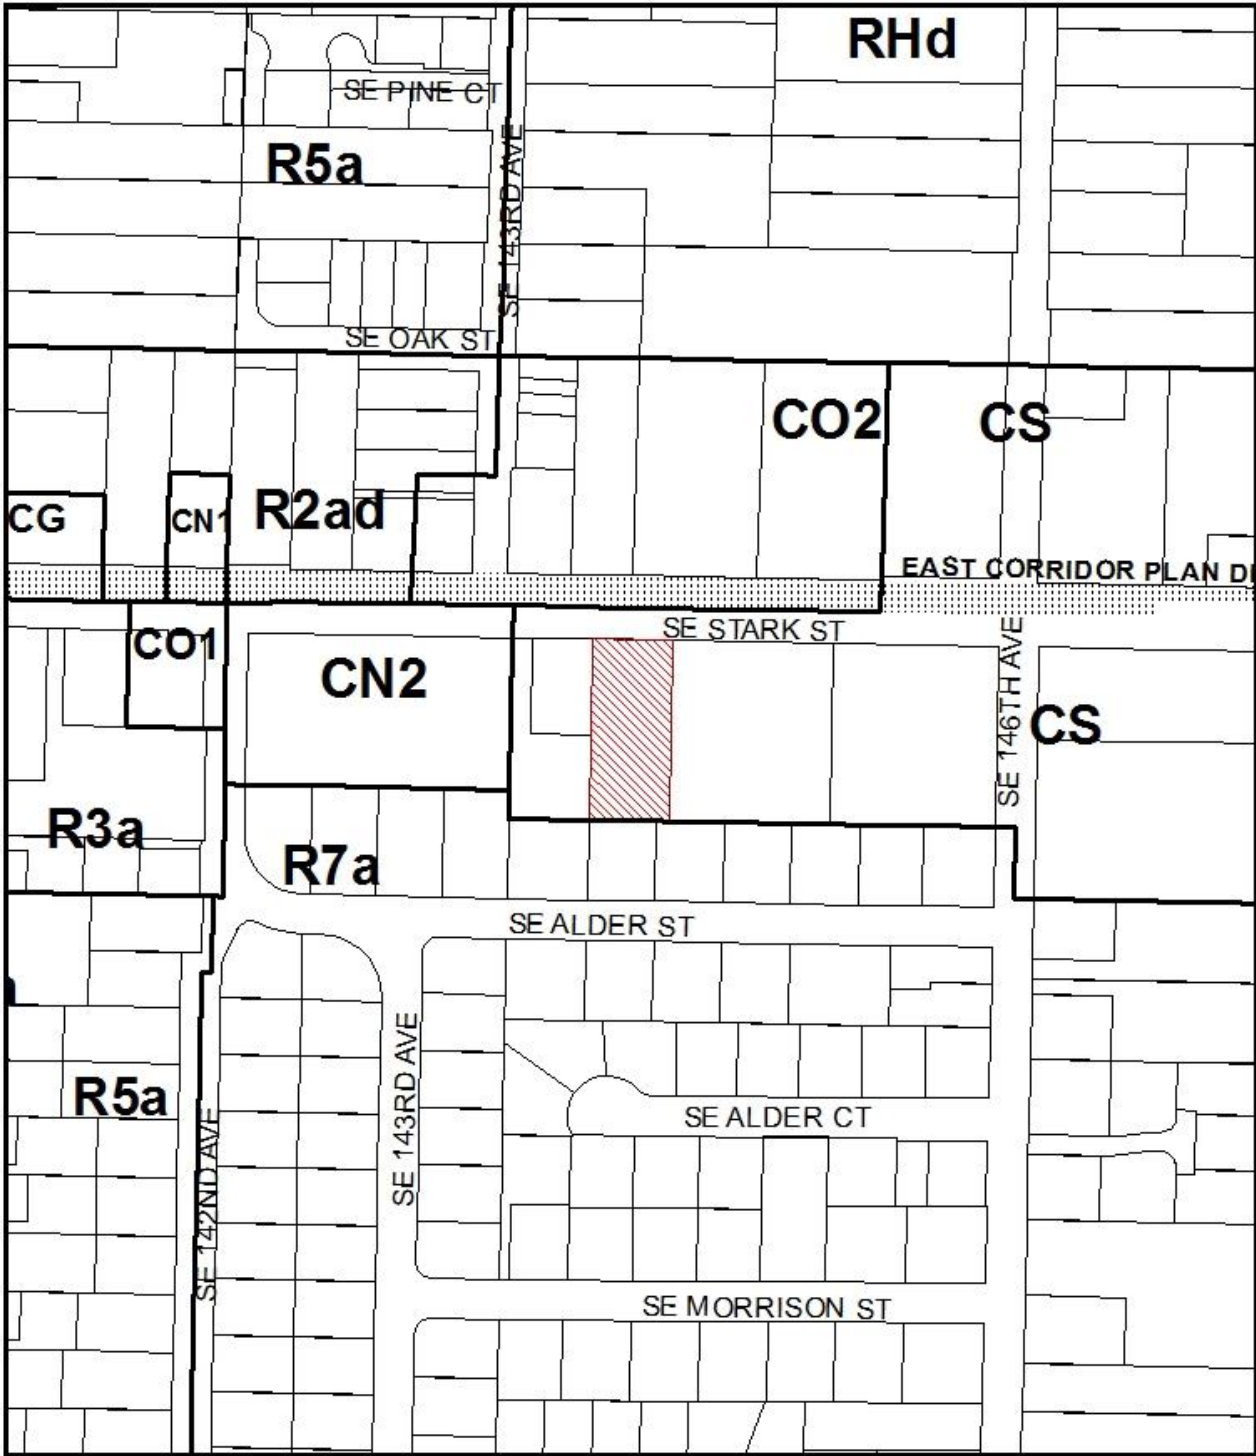 RHd
SE PINE CT
R5a
SE 143RD AVE
SE OAK ST
CO2
CS
CG
CN1
R2ad
EAST CORRIDOR PLAN DI
SE STARK ST
CO1
CN2
SE 146TH AVE
CS
R3a
R7a
SE ALDER ST
SE 143RD AVE
R5a
SE ALDER CT
SE 142ND AVE
SE MORRISON ST